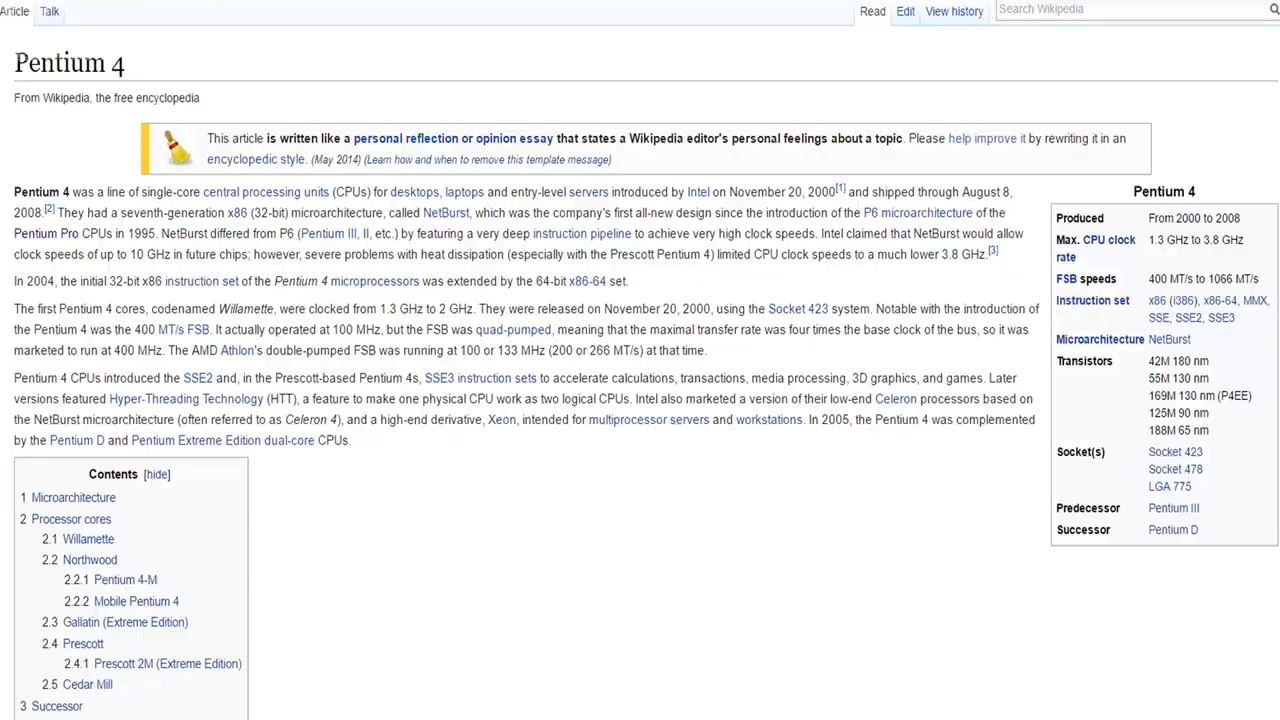 Article Talk Read Edit View history Search Wikipedia
Pentium 4
From Wikipedia, the free encyclopedia
This article is written like a personal reflection or opinion essay that states a Wikipedia editor's personal feelings about a topic. Please help improve it by rewriting it in an
encyclopedic style. (May 2014) (Learn how and when to remove this template message)
Pentium 4 was a line of single-core central processing units (CPUs) for desktops, laptops and entry-level servers introduced by Intel on November 20, 2000[1] and shipped through August 8,
2008.[2] They had a seventh-generation x86 (32-bit) microarchitecture, called NetBurst, which was the company's first all-new design since the introduction of the P6 microarchitecture of the
Pentium Pro CPUs in 1995. NetBurst differed from P6 (Pentium III, II, etc.) by featuring a very deep instruction pipeline to achieve very high clock speeds. Intel claimed that NetBurst would allow
clock speeds of up to 10 GHz in future chips; however, severe problems with heat dissipation (especially with the Prescott Pentium 4) limited CPU clock speeds to a much lower 3.8 GHz.[3]
In 2004, the initial 32-bit x86 instruction set of the Pentium 4 microprocessors was extended by the 64-bit x86-64 set.
The first Pentium 4 cores, codenamed Willamette, were clocked from 1.3 GHz to 2 GHz. They were released on November 20, 2000, using the Socket 423 system. Notable with the introduction of
the Pentium 4 was the 400 MT/s FSB. It actually operated at 100 MHz, but the FSB was quad-pumped, meaning that the maximal transfer rate was four times the base clock of the bus, so it was
marketed to run at 400 MHz. The AMD Athlon's double-pumped FSB was running at 100 or 133 MHz (200 or 266 MT/s) at that time.
Pentium 4 CPUs introduced the SSE2 and, in the Prescott-based Pentium 4s, SSE3 instruction sets to accelerate calculations, transactions, media processing, 3D graphics, and games. Later
versions featured Hyper-Threading Technology (HTT), a feature to make one physical CPU work as two logical CPUs. Intel also marketed a version of their low-end Celeron processors based on
the NetBurst microarchitecture (often referred to as Celeron 4), and a high-end derivative, Xeon, intended for multiprocessor servers and workstations. In 2005, the Pentium 4 was complemented
by the Pentium D and Pentium Extreme Edition dual-core CPUs.
Pentium 4
Produced From 2000 to 2008
Max. CPU clock 1.3 GHz to 3.8 GHz
rate
FSB speeds 400 MT/s to 1066 MT/s
Instruction set x86 (i386), x86-64, MMX,
SSE, SSE2, SSE3
Microarchitecture NetBurst
Transistors 42M 180 nm
55M 130 nm
169M 130 nm (P4EE)
125M 90 nm
188M 65 nm
Socket(s) Socket 423
Socket 478
LGA 775
Predecessor Pentium III
Successor Pentium D
Contents [hide]
1 Microarchitecture
2 Processor cores
2.1 Willamette
2.2 Northwood
2.2.1 Pentium 4-M
2.2.2 Mobile Pentium 4
2.3 Gallatin (Extreme Edition)
2.4 Prescott
2.4.1 Prescott 2M (Extreme Edition)
2.5 Cedar Mill
3 Successor